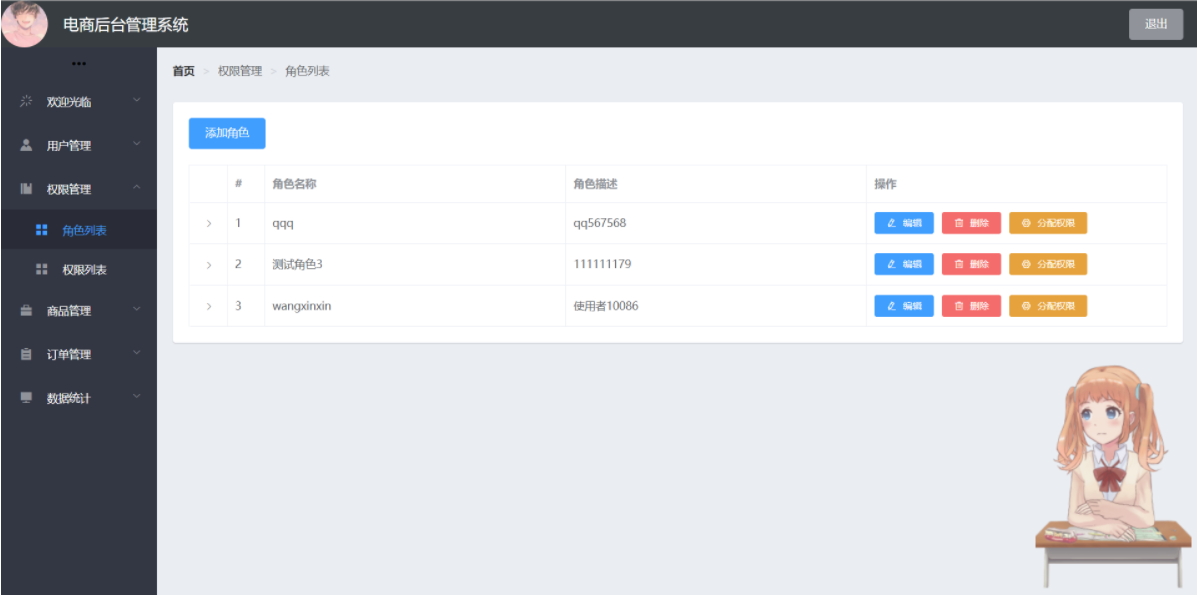 电商后台管理系统
退出
•••
欢迎光临
用户管理
权限管理
角色列表
权限列表
商品管理
订单管理
数据统计
首页 > 权限管理 > 角色列表
添加角色
# 角色名称 角色描述 操作
> 1 qqq qq567568 编辑 删除 分配权限
> 2 测试角色3 111111179 编辑 删除 分配权限
> 3 wangxinxin 使用者10086 编辑 删除 分配权限